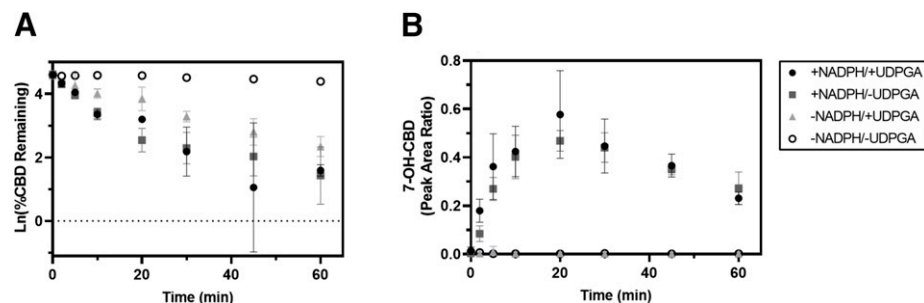 A
Ln(%CBD Remaining)
4
2
0
0
20
40
60
Time (min)
B
7-OH-CBD
(Peak Area Ratio)
0.8
0.6
0.4
0.2
0.0
0
20
40
60
Time (min)
+NADPH/+UDPGA
+NADPH/-UDPGA
-NADPH/+UDPGA
-NADPH/-UDPGA